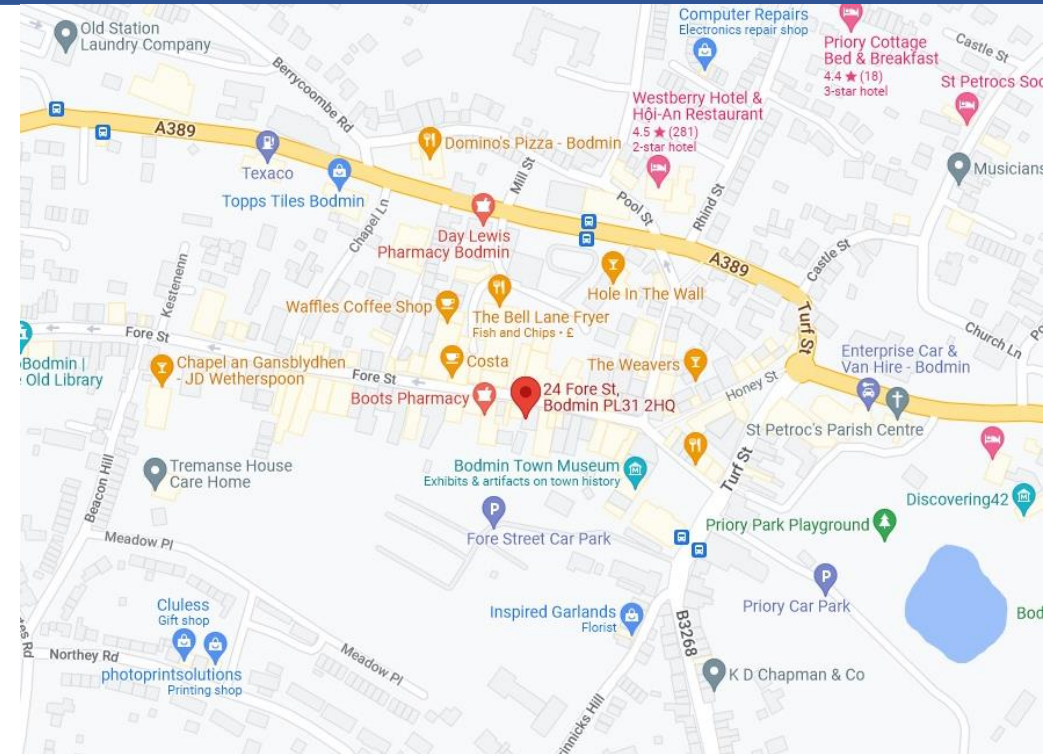 Old Station
Laundry Company
Computer Repairs
Electronics repair shop
Priory Cottage
Bed & Breakfast
4.4 ★ (18)
3-star hotel
Castle St
St Petrocs Soc
Berrycoombe Rd
Westberry Hotel &
Hội-An Restaurant
4.5 ★ (281)
2-star hotel
A389
Domino's Pizza - Bodmin
Texaco
Mill St
Musicians
Topps Tiles Bodmin
Pool St
Rhind St
Chapel Ln
Day Lewis
Pharmacy Bodmin
A389
Castle St
Kestenenn
Hole In The Wall
Waffles Coffee Shop
The Bell Lane Fryer
Fish and Chips • £
Turf St
Church Ln
Po
Fore St
Bodmin |
e Old Library
Chapel an Gansblydhen
- JD Wetherspoon
Costa
The Weavers
Enterprise Car &
Van Hire - Bodmin
Fore St
Boots Pharmacy
24 Fore St,
Bodmin PL31 2HQ
Honey St
St Petroc's Parish Centre
Tremanse House
Care Home
Bodmin Town Museum
Exhibits & artifacts on town history
Turf St
Beacon Hill
Discovering42
P
Fore Street Car Park
Priory Park Playground
Meadow Pl
P
Priory Car Park
Cluless
Gift shop
Inspired Garlands
Florist
B3268
Bod
Northey Rd
Meadow Pl
photoprintsolutions
Printing shop
K D Chapman & Co
nnicks Hill